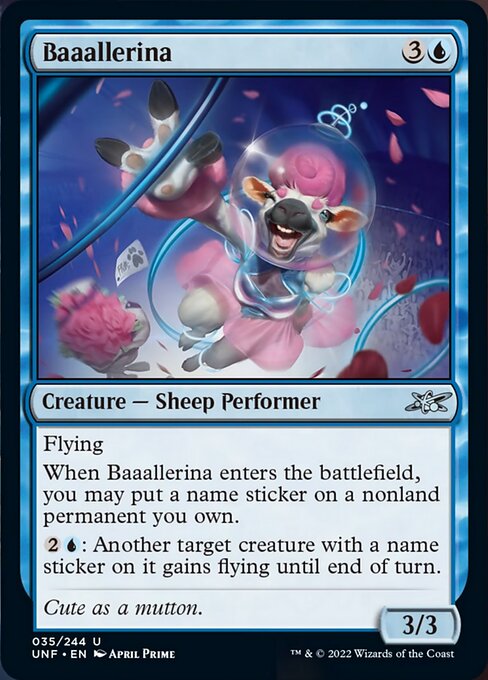 Baaallerina 3
FOR:
Creature — Sheep Performer
Flying
When Baaallerina enters the battlefield,
you may put a name sticker on a nonland
permanent you own.
2: Another target creature with a name
sticker on it gains flying until end of turn.
Cute as a mutton.
3/3
035/244 U
UNF • EN April Prime
™ & © 2022 Wizards of the Coast